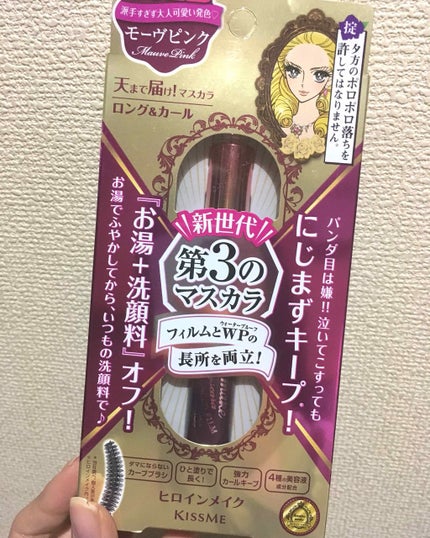 派手すぎず大人可愛い発色♡
モーヴピンク
Mauve Pink
天まで届け!マスカラ
ロング&カール
掟
夕方のポロポロ落ちを
許してはなりません。
新世代
第3の
マスカラ
フィルムとWPの
ウォータープルーフ
長所を両立!
パンダ目は嫌!!泣いてこすっても
にじまずキープ!
『お湯+洗顔料』オフ!
お湯でふやかしてから、いつもの洗顔料で♪
ダマにならない
カーブブラシ
ひと塗りで
長く!
強力
カールキープ
4種の美容液
成分配合
ヒロインメイク
KISSME